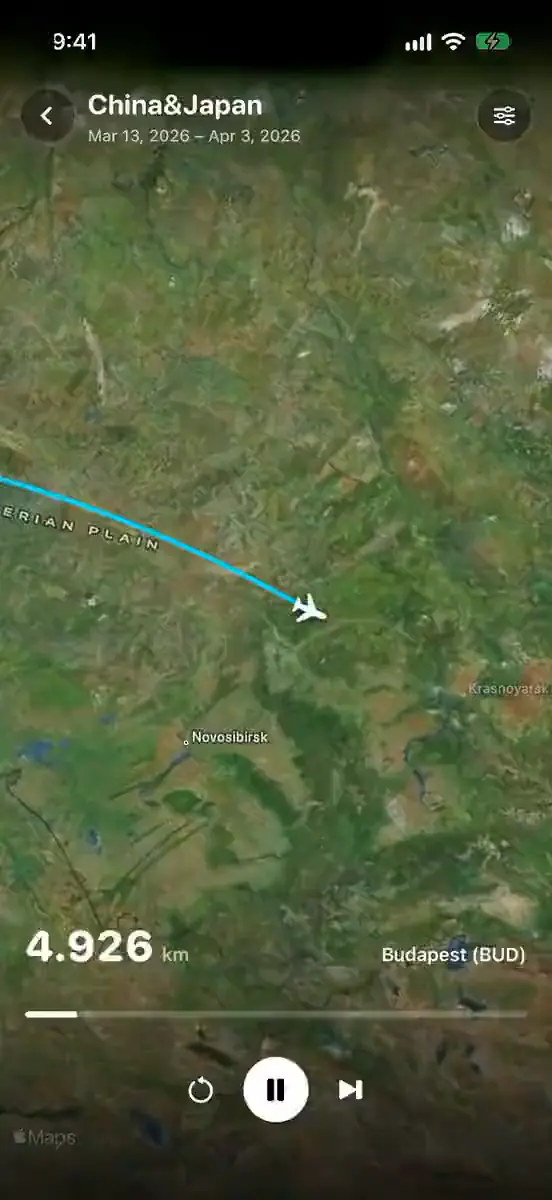 9:41
China&Japan
Mar 13, 2026 – Apr 3, 2026
ERIAN PLAIN
Krasnoyarsk
Novosibirsk
4.926 km
Budapest (BUD)
Maps